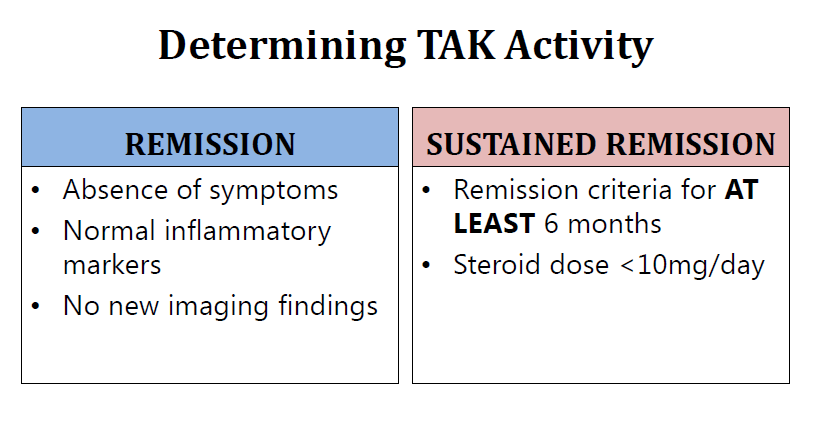 Determining TAK Activity
REMISSION
• Absence of symptoms
• Normal inflammatory
markers
• No new imaging findings
SUSTAINED REMISSION
• Remission criteria for AT
LEAST 6 months
• Steroid dose <10mg/day